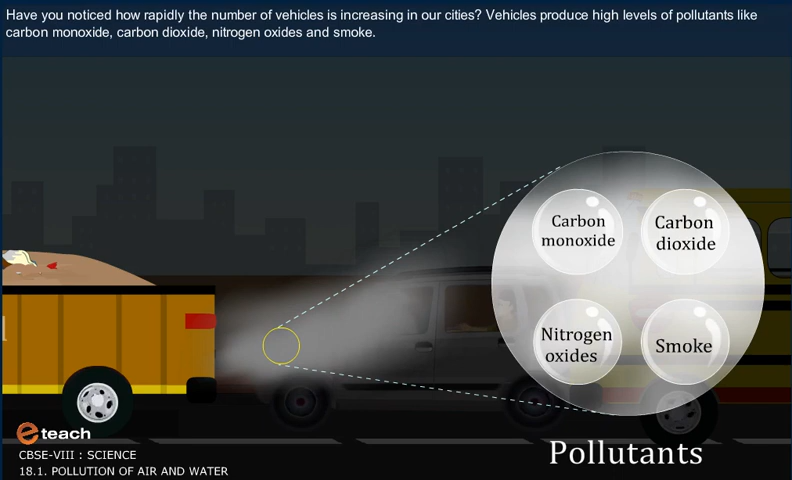 Have you noticed how rapidly the number of vehicles is increasing in our cities? Vehicles produce high levels of pollutants like
carbon monoxide, carbon dioxide, nitrogen oxides and smoke.
Carbon
monoxide
Carbon
dioxide
Nitrogen
oxides
Smoke
Pollutants
eteach
CBSE-VIII : SCIENCE
18.1. POLLUTION OF AIR AND WATER